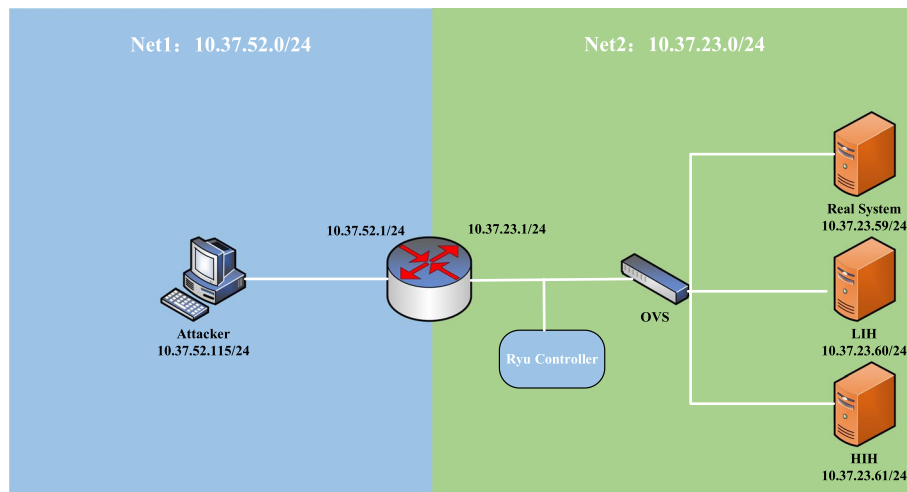 Net1：10.37.52.0/24
Net2：10.37.23.0/24
10.37.52.1/24
10.37.23.1/24
Attacker
10.37.52.115/24
Ryu Controller
OVS
Real System
10.37.23.59/24
LIH
10.37.23.60/24
HIH
10.37.23.61/24